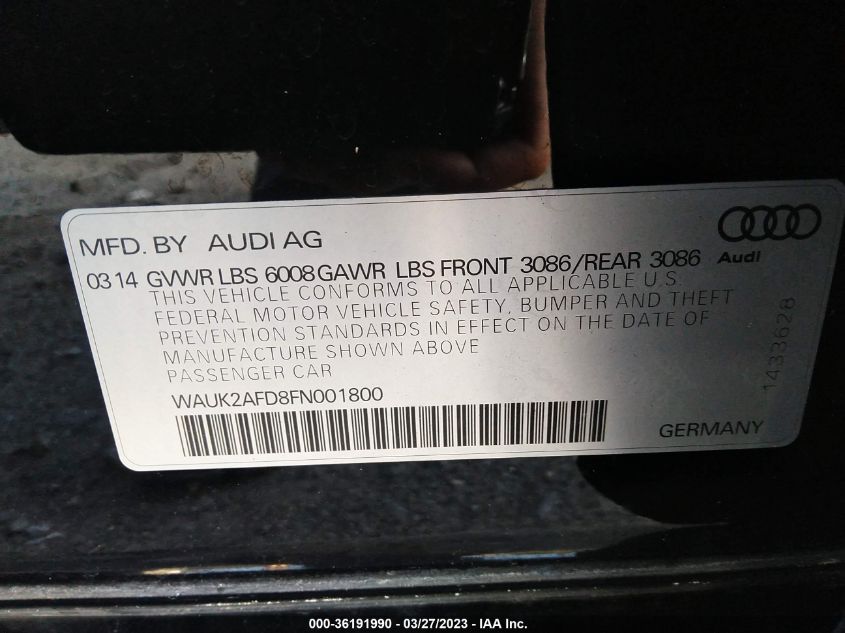 MFD. BY AUDI AG
Audi
03 14 GVWR LBS 6008 GAWR LBS FRONT 3086/REAR 3086
THIS VEHICLE CONFORMS TO ALL APPLICABLE U.S.
FEDERAL MOTOR VEHICLE SAFETY, BUMPER AND THEFT
PREVENTION STANDARDS IN EFFECT ON THE DATE OF
MANUFACTURE SHOWN ABOVE
PASSENGER CAR
WAUK2AFD8FN001800
GERMANY
1433628
000-36191990 - 03/27/2023 - IAA Inc.